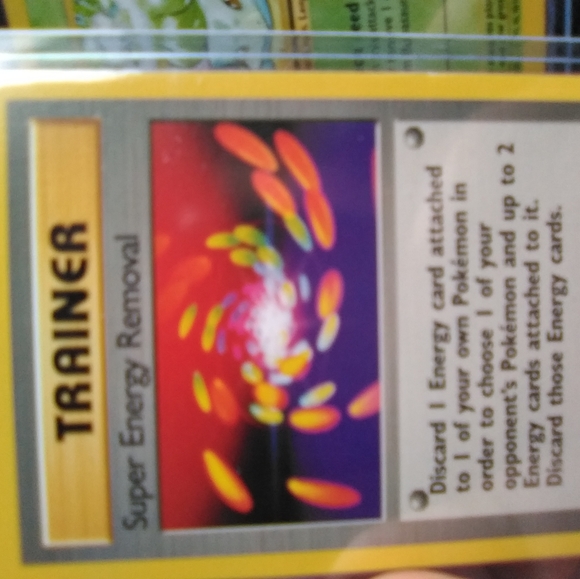 TRAINER
Super Energy Removal
Discard 1 Energy card attached
to 1 of your own Pokémon in
order to choose 1 of your
opponent's Pokémon and up to 2
Energy cards attached to it.
Discard those Energy cards.